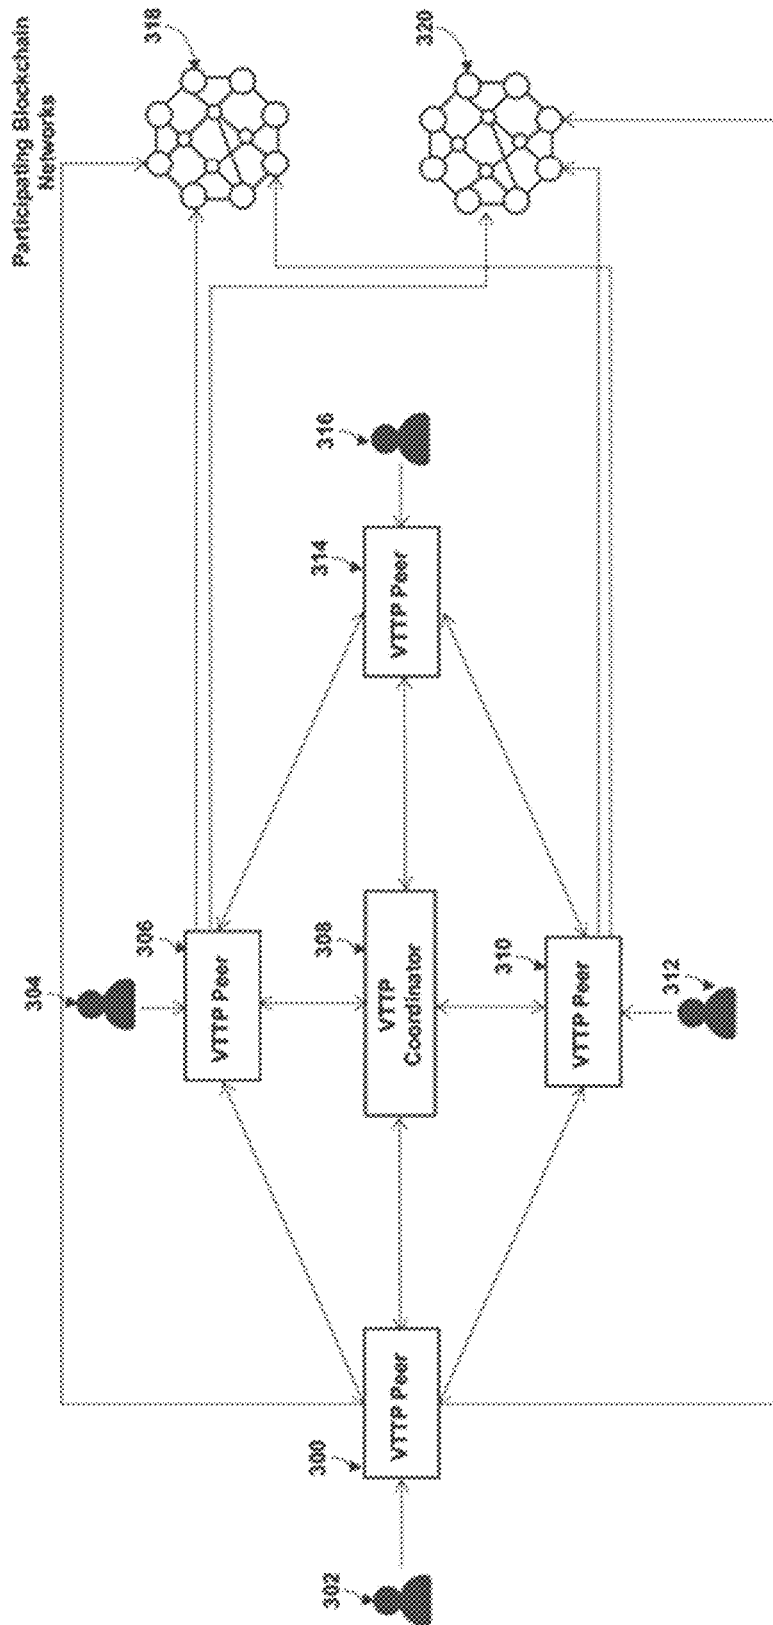 Participating Blockchain
Networks
318
320
316
314
VTTP Peer
304
306
VTTP Peer
308
VTTP
Coordinator
310
VTTP Peer
312
300
VTTP Peer
302